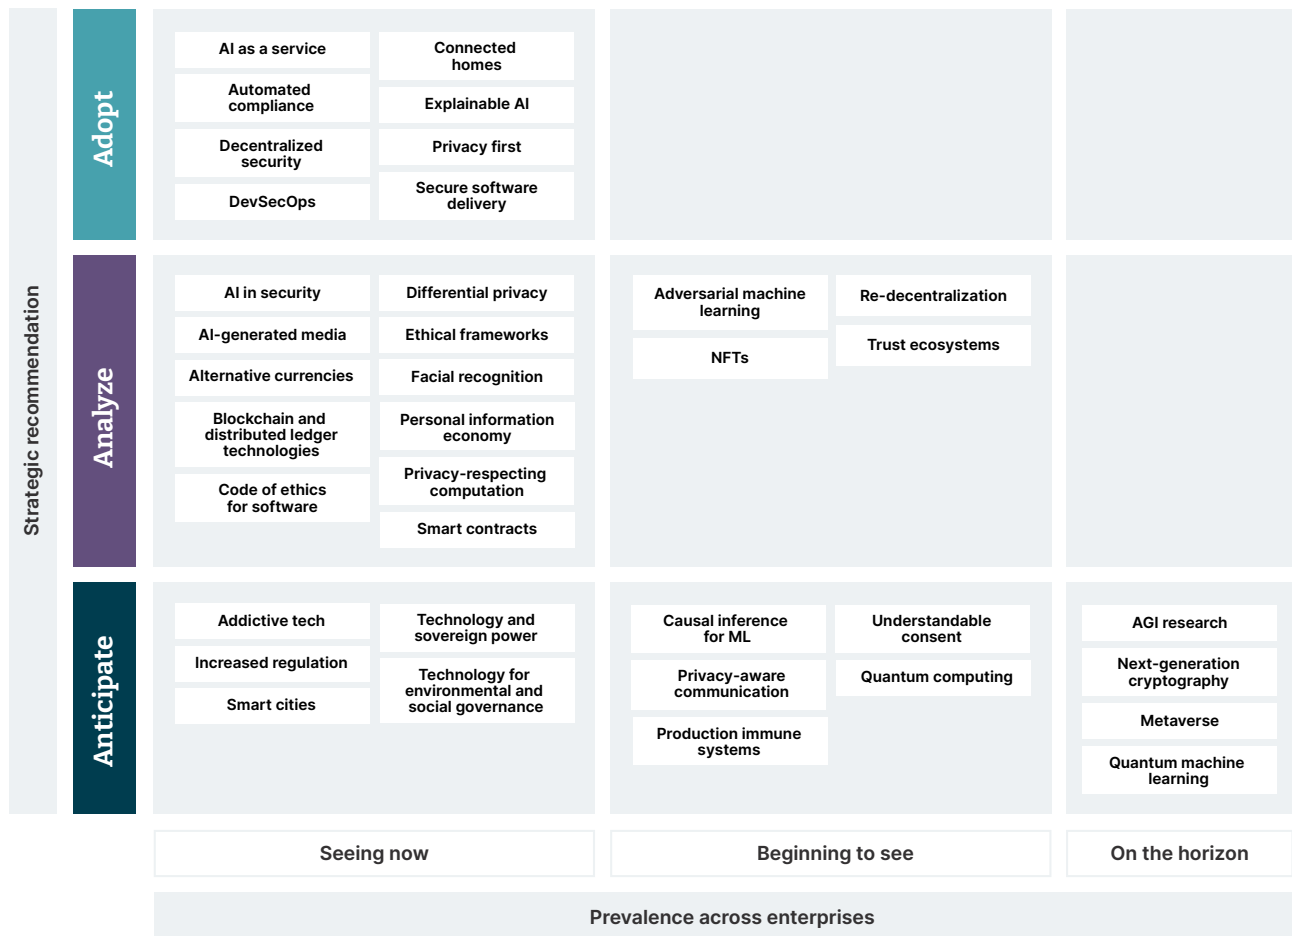 Strategic recommendation
Adopt
AI as a service
Automated
compliance
Decentralized
security
DevSecOps
Connected
homes
Explainable AI
Privacy first
Secure software
delivery
Analyze
AI in security
AI-generated media
Alternative currencies
Blockchain and
distributed ledger
technologies
Code of ethics
for software
Differential privacy
Ethical frameworks
Facial recognition
Personal information
economy
Privacy-respecting
computation
Smart contracts
Adversarial machine
learning
NFTs
Re-decentralization
Trust ecosystems
Anticipate
Addictive tech
Increased regulation
Smart cities
Technology and
sovereign power
Technology for
environmental and
social governance
Causal inference
for ML
Privacy-aware
communication
Production immune
systems
Understandable
consent
Quantum computing
AGI research
Next-generation
cryptography
Metaverse
Quantum machine
learning
Seeing now
Beginning to see
On the horizon
Prevalence across enterprises